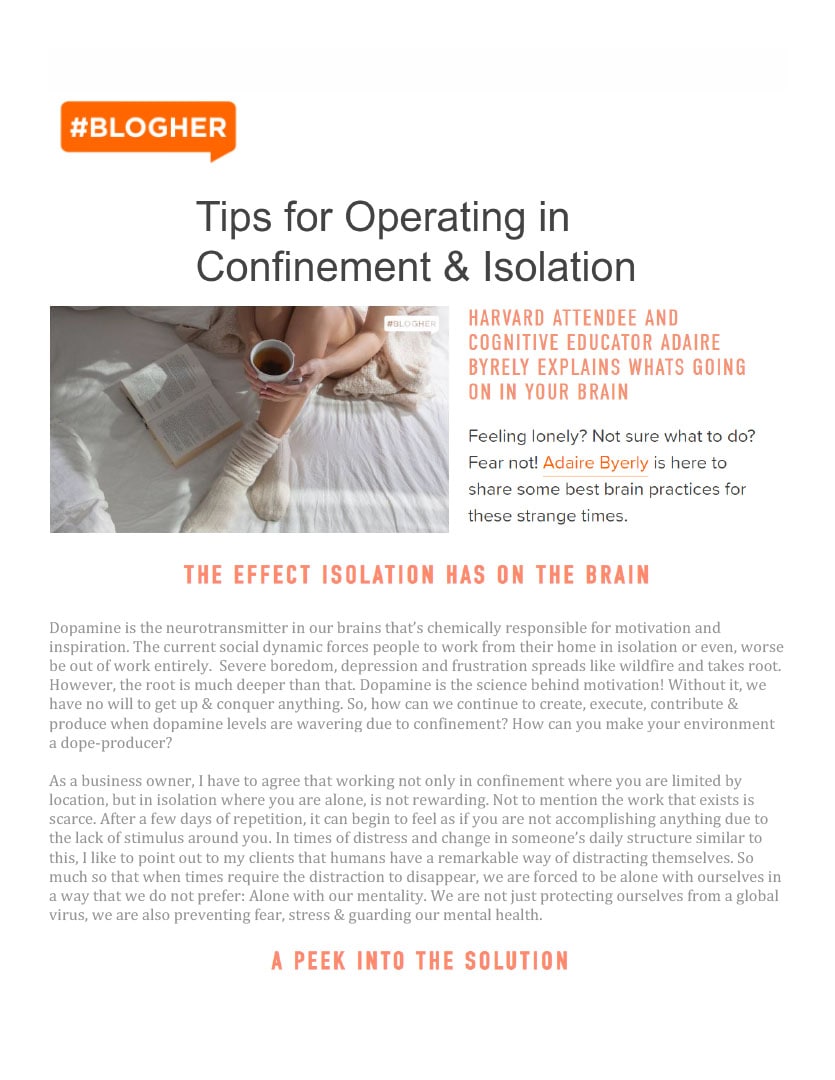 #BLOGHER
Tips for Operating in
Confinement & Isolation
#BLOGHER
HARVARD ATTENDEE AND
COGNITIVE EDUCATOR ADAIRE
BYRELY EXPLAINS WHATS GOING
ON IN YOUR BRAIN
Feeling lonely? Not sure what to do?
Fear not! Adaire Byerly is here to
share some best brain practices for
these strange times.
THE EFFECT ISOLATION HAS ON THE BRAIN
Dopamine is the neurotransmitter in our brains that’s chemically responsible for motivation and
inspiration. The current social dynamic forces people to work from their home in isolation or even, worse
be out of work entirely.  Severe boredom, depression and frustration spreads like wildfire and takes root.
However, the root is much deeper than that. Dopamine is the science behind motivation! Without it, we
have no will to get up & conquer anything. So, how can we continue to create, execute, contribute &
produce when dopamine levels are wavering due to confinement? How can you make your environment
a dope-producer?
As a business owner, I have to agree that working not only in confinement where you are limited by
location, but in isolation where you are alone, is not rewarding. Not to mention the work that exists is
scarce. After a few days of repetition, it can begin to feel as if you are not accomplishing anything due to
the lack of stimulus around you. In times of distress and change in someone’s daily structure similar to
this, I like to point out to my clients that humans have a remarkable way of distracting themselves. So
much so that when times require the distraction to disappear, we are forced to be alone with ourselves in
a way that we do not prefer: Alone with our mentality. We are not just protecting ourselves from a global
virus, we are also preventing fear, stress & guarding our mental health.
A PEEK INTO THE SOLUTION